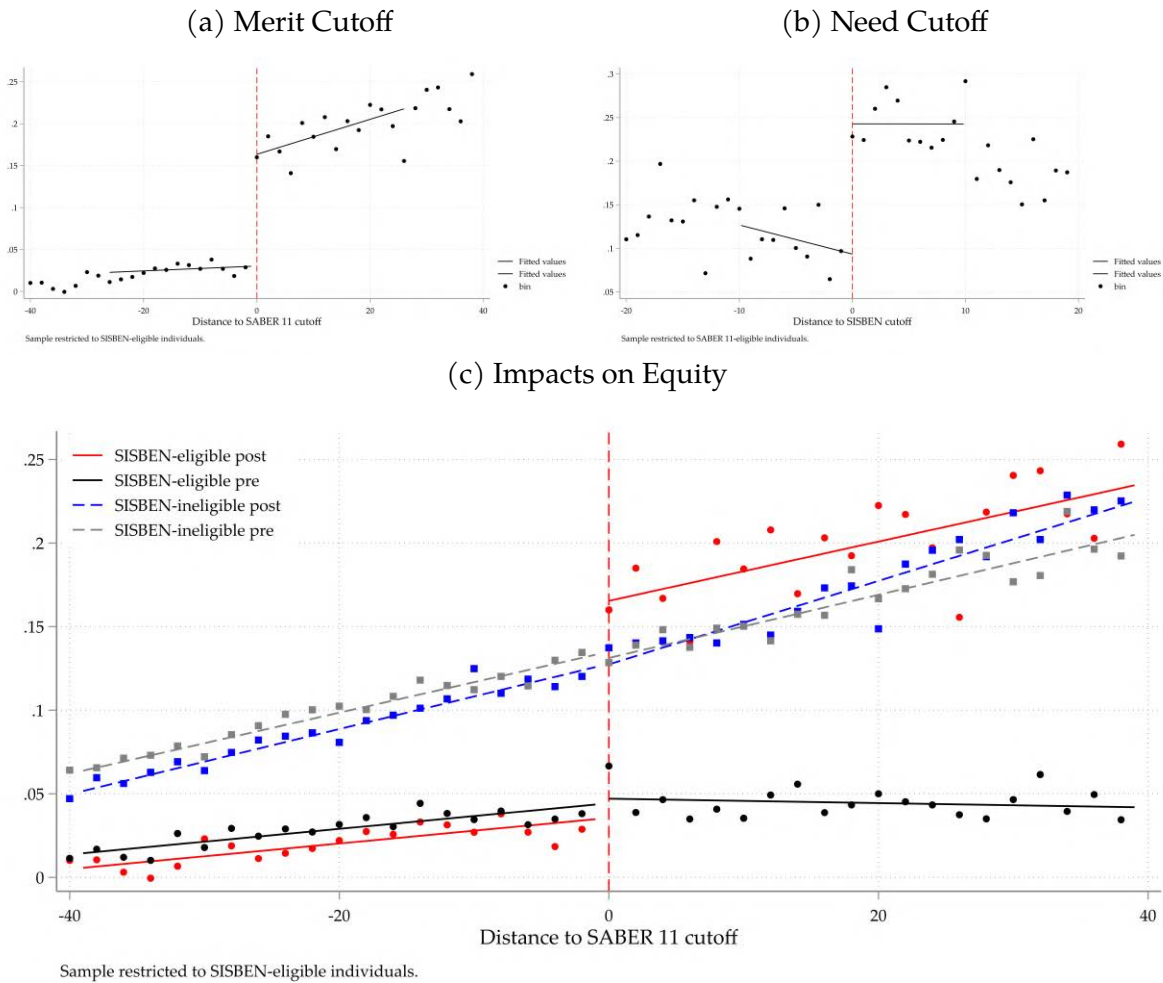 (a) Merit Cutoff
.25
.2
.15
.1
.05
0
-40
-20
0
20
40
Distance to SABER 11 cutoff
Fitted values
Fitted values
bin
Sample restricted to SISBEN-eligible individuals.
(b) Need Cutoff
.3
.25
.2
.15
.1
.05
-20
-10
0
10
20
Distance to SISBEN cutoff
Fitted values
Fitted values
bin
Sample restricted to SABER 11-eligible individuals.
(c) Impacts on Equity
SISBEN-eligible post
SISBEN-eligible pre
SISBEN-ineligible post
SISBEN-ineligible pre
.25
.2
.15
.1
.05
0
-40
-20
0
20
40
Distance to SABER 11 cutoff
Sample restricted to SISBEN-eligible individuals.